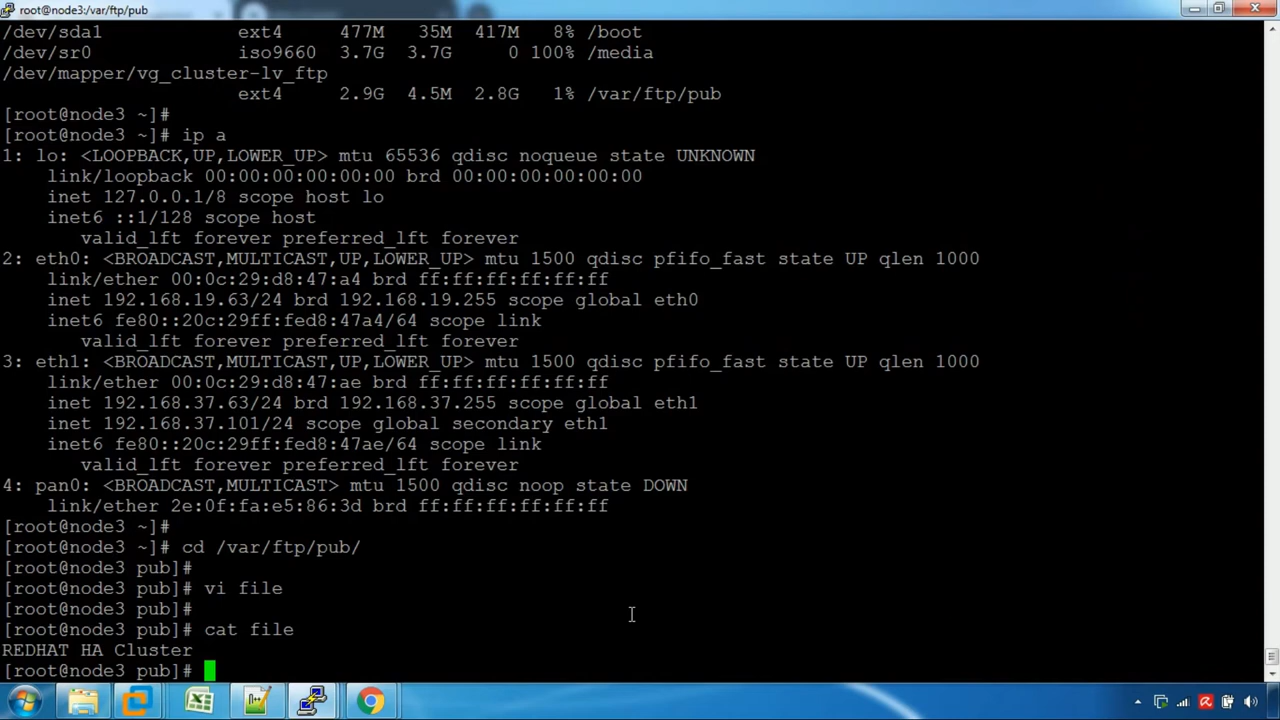 root@node3:/var/ftp/pub
/dev/sda1 ext4 477M 35M 417M 8% /boot
/dev/sr0 iso9660 3.7G 3.7G 0 100% /media
/dev/mapper/vg_cluster-lv_ftp
ext4 2.9G 4.5M 2.8G 1% /var/ftp/pub
[root@node3 ~]#
[root@node3 ~]# ip a
1: lo: <LOOPBACK,UP,LOWER_UP> mtu 65536 qdisc noqueue state UNKNOWN
link/loopback 00:00:00:00:00:00 brd 00:00:00:00:00:00
inet 127.0.0.1/8 scope host lo
inet6 ::1/128 scope host
valid_lft forever preferred_lft forever
2: eth0: <BROADCAST,MULTICAST,UP,LOWER_UP> mtu 1500 qdisc pfifo_fast state UP qlen 1000
link/ether 00:0c:29:d8:47:a4 brd ff:ff:ff:ff:ff:ff
inet 192.168.19.63/24 brd 192.168.19.255 scope global eth0
inet6 fe80::20c:29ff:fed8:47a4/64 scope link
valid_lft forever preferred_lft forever
3: eth1: <BROADCAST,MULTICAST,UP,LOWER_UP> mtu 1500 qdisc pfifo_fast state UP qlen 1000
link/ether 00:0c:29:d8:47:ae brd ff:ff:ff:ff:ff:ff
inet 192.168.37.63/24 brd 192.168.37.255 scope global eth1
inet 192.168.37.101/24 scope global secondary eth1
inet6 fe80::20c:29ff:fed8:47ae/64 scope link
valid_lft forever preferred_lft forever
4: pan0: <BROADCAST,MULTICAST> mtu 1500 qdisc noop state DOWN
link/ether 2e:0f:fa:e5:86:3d brd ff:ff:ff:ff:ff:ff
[root@node3 ~]#
[root@node3 ~]# cd /var/ftp/pub/
[root@node3 pub]#
[root@node3 pub]# vi file
[root@node3 pub]#
[root@node3 pub]# cat file
REDHAT HA Cluster
[root@node3 pub]#